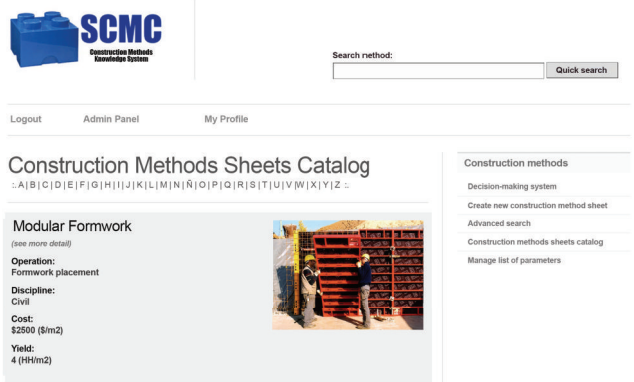 SCMC
Construction Methods
Knowledge System
Search method:
Quick search
Logout Admin Panel My Profile
Construction Methods Sheets Catalog
:. A | B | C | D | E | F | G | H | I | J | K | L | M | N | Ñ | O | P | Q | R | S | T | U | V | W | X | Y | Z :.
Modular Formwork
(see more detail)
Operation:
Formwork placement
Discipline:
Civil
Cost:
$2500 ($/m2)
Yield:
4 (HH/m2)
Construction methods
Decision-making system
Create new construction method sheet
Advanced search
Construction methods sheets catalog
Manage list of parameters